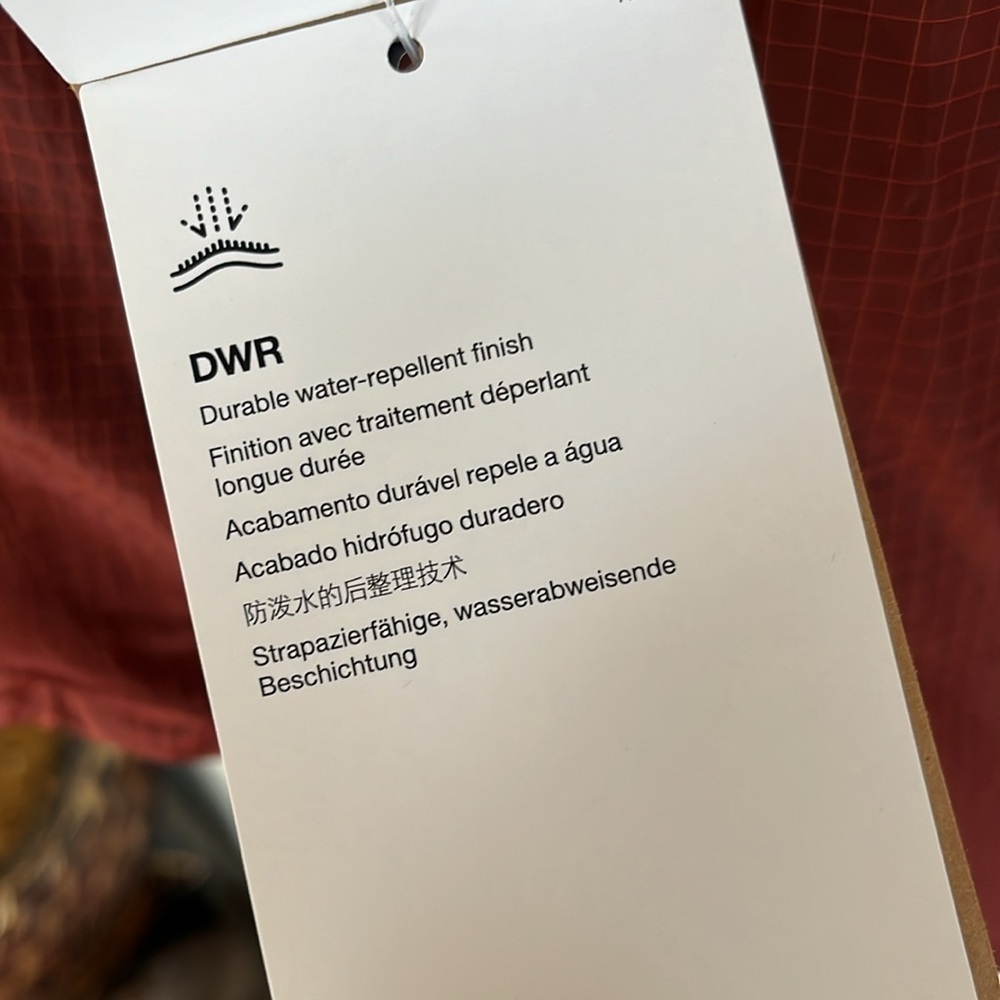 DWR
Durable water-repellent finish
Finition avec traitement déperlant
longue durée
Acabamento durável repele a água
Acabado hidrófugo duradero
防泼水的后整理技术
Strapazierfähige, wasserabweisende
Beschichtung